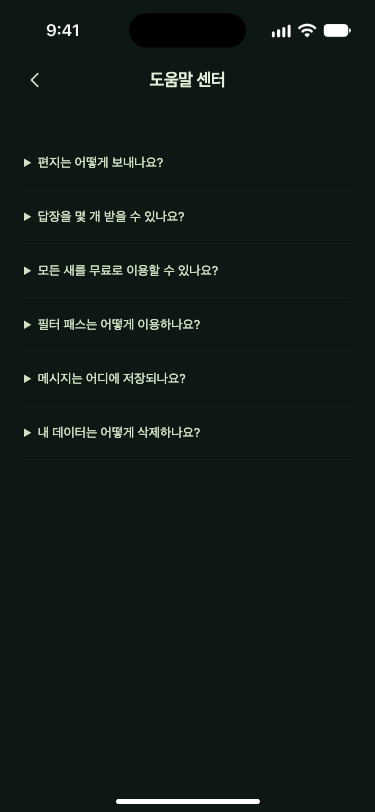 9:41
도움말 센터
편지는 어떻게 보내나요?
답장을 몇 개 받을 수 있나요?
모든 새를 무료로 이용할 수 있나요?
필터 패스는 어떻게 이용하나요?
메시지는 어디에 저장되나요?
내 데이터는 어떻게 삭제하나요?